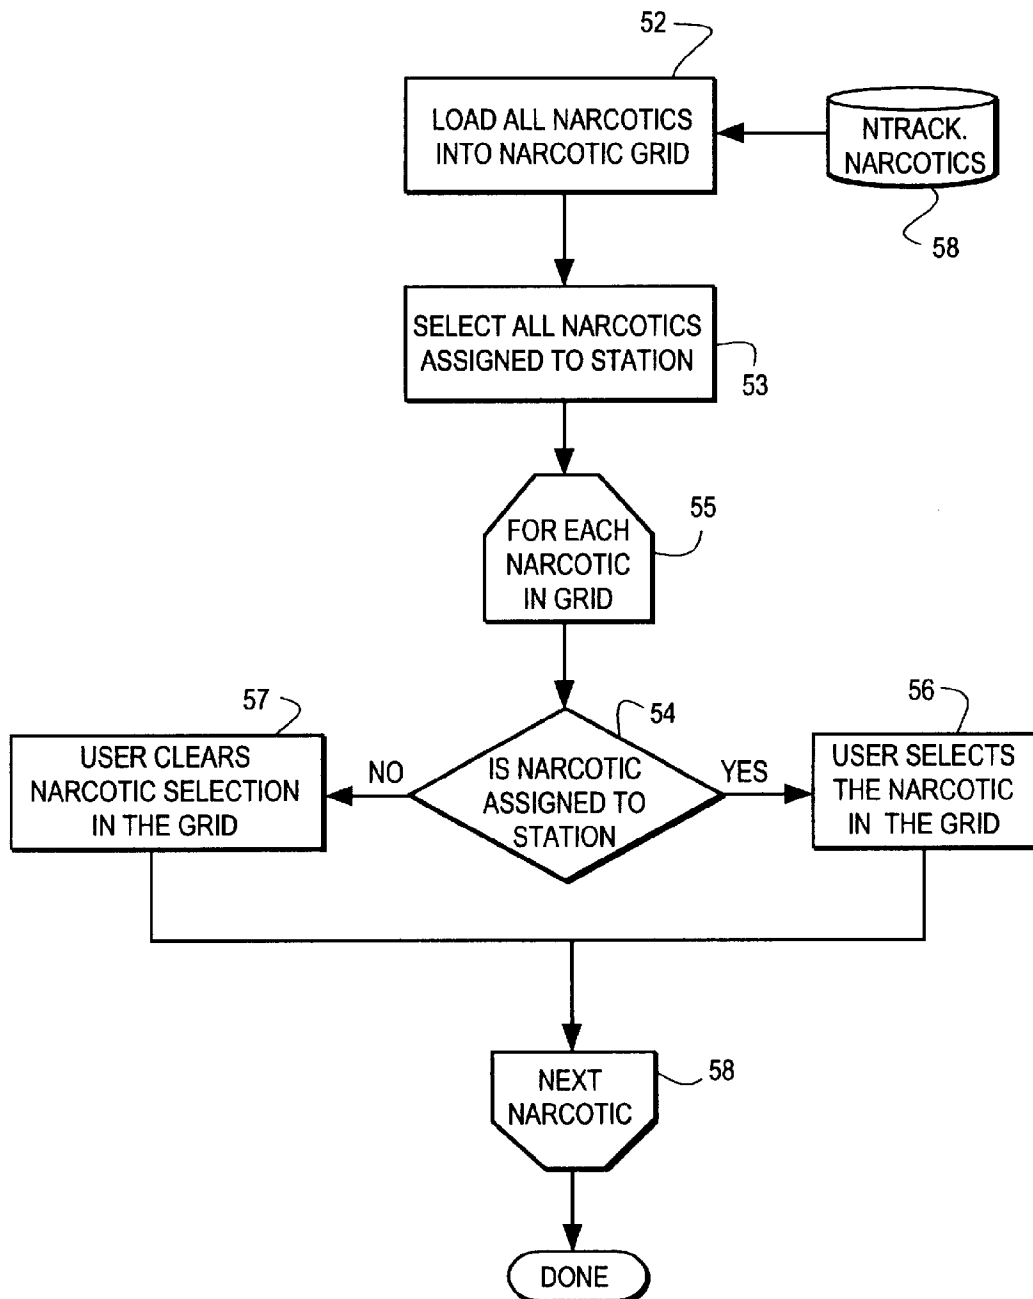 52
LOAD ALL NARCOTICS
INTO NARCOTIC GRID
NTRACK.
NARCOTICS
58
SELECT ALL NARCOTICS
ASSIGNED TO STATION
53
FOR EACH
NARCOTIC
IN GRID
55
57
USER CLEARS
NARCOTIC SELECTION
IN THE GRID
NO
54
IS NARCOTIC
ASSIGNED TO
STATION
YES
56
USER SELECTS
THE NARCOTIC
IN THE GRID
NEXT
NARCOTIC
58
DONE